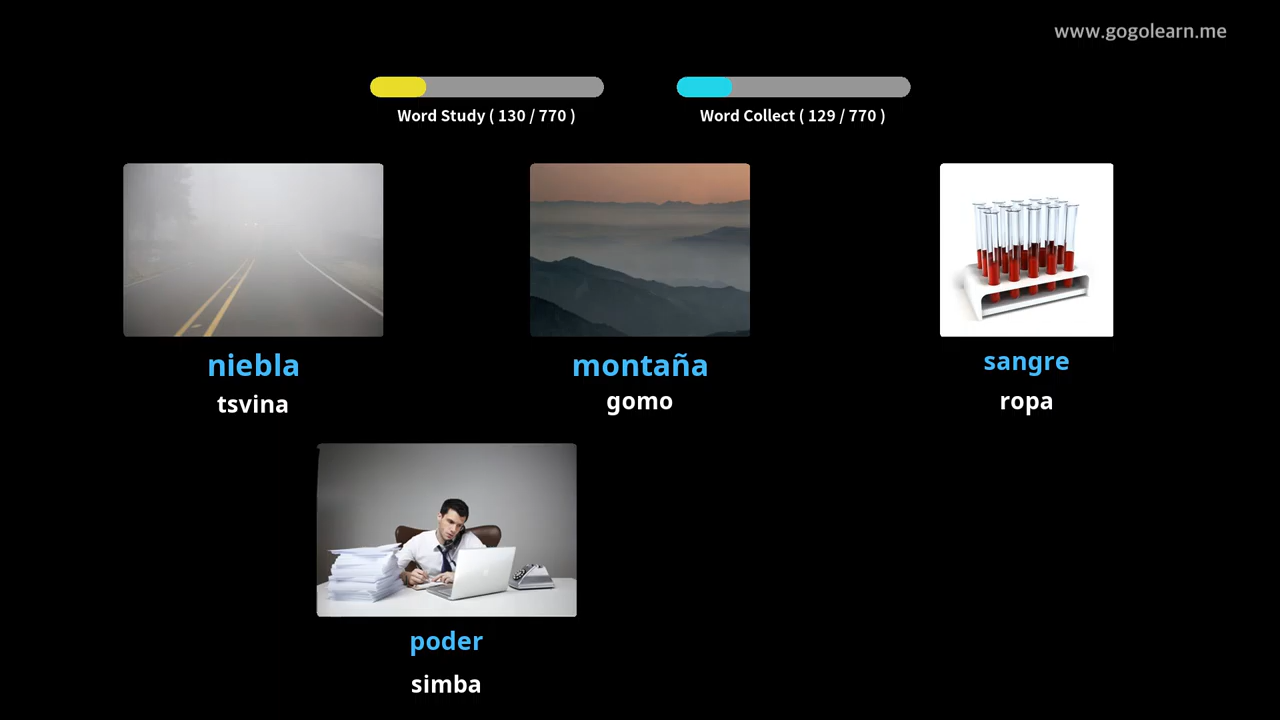 www.gogolearn.me
Word Study ( 130 / 770 )
Word Collect ( 129 / 770 )
niebla
tsvina
montaña
gomo
sangre
ropa
poder
simba